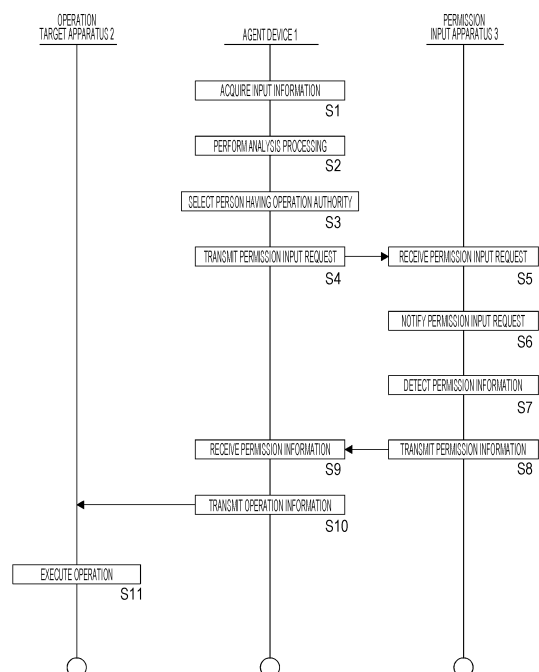 OPERATION
TARGET APPARATUS 2
AGENT DEVICE 1
PERMISSION
INPUT APPARATUS 3
ACQUIRE INPUT INFORMATION
S1
PERFORM ANALYSIS PROCESSING
S2
SELECT PERSON HAVING OPERATION AUTHORITY
S3
TRANSMIT PERMISSION INPUT REQUEST
S4
RECEIVE PERMISSION INPUT REQUEST
S5
NOTIFY PERMISSION INPUT REQUEST
S6
DETECT PERMISSION INFORMATION
S7
RECEIVE PERMISSION INFORMATION
S9
TRANSMIT PERMISSION INFORMATION
S8
TRANSMIT OPERATION INFORMATION
S10
EXECUTE OPERATION
S11